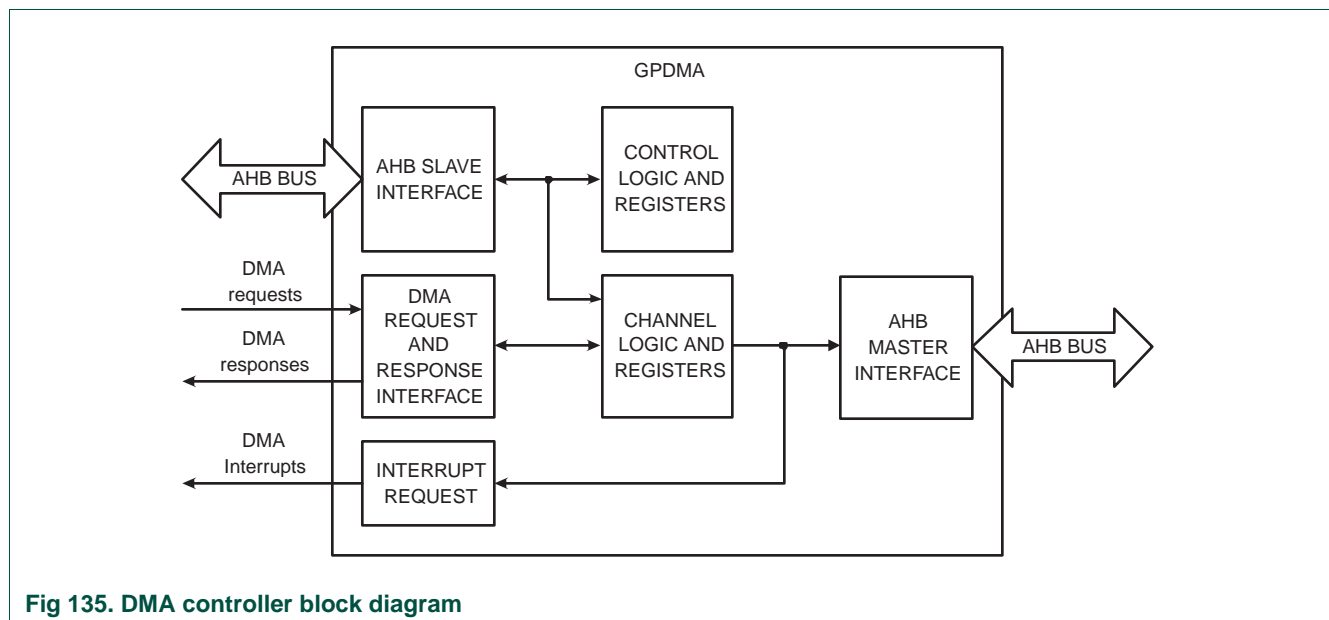 GPDMA
AHB BUS
AHB SLAVE
INTERFACE
CONTROL
LOGIC AND
REGISTERS
DMA
requests
DMA
responses
DMA
REQUEST
AND
RESPONSE
INTERFACE
CHANNEL
LOGIC AND
REGISTERS
AHB
MASTER
INTERFACE
AHB BUS
DMA
Interrupts
INTERRUPT
REQUEST
Fig 135. DMA controller block diagram